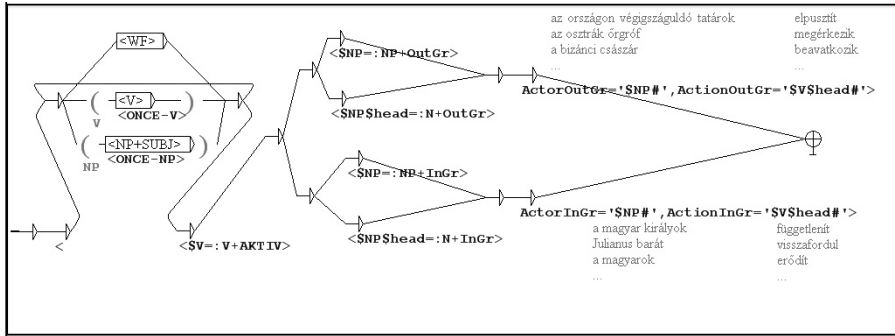 <WF>
<V>
<ONCE-V>
V
<NP+SUBJ>
<ONCE-NP>
NP
<
<$V=:V+AKTIV>
<$NP=:NP+OutGr>
<$NP$head=:N+OutGr>
<$NP=:NP+InGr>
<$NP$head=:N+InGr>
az országon végigszáguldó tatárok elpusztít
az osztrák őrgróf megérkezik
a bizánci császár beavatkozik
... ...
ActorOutGr='$NP#',ActionOutGr='$V$head#'>
ActorInGr='$NP#',ActionInGr='$V$head#'>
a magyar királyok függetlenít
Julianus barát visszafordul
a magyarok erődít
... ...